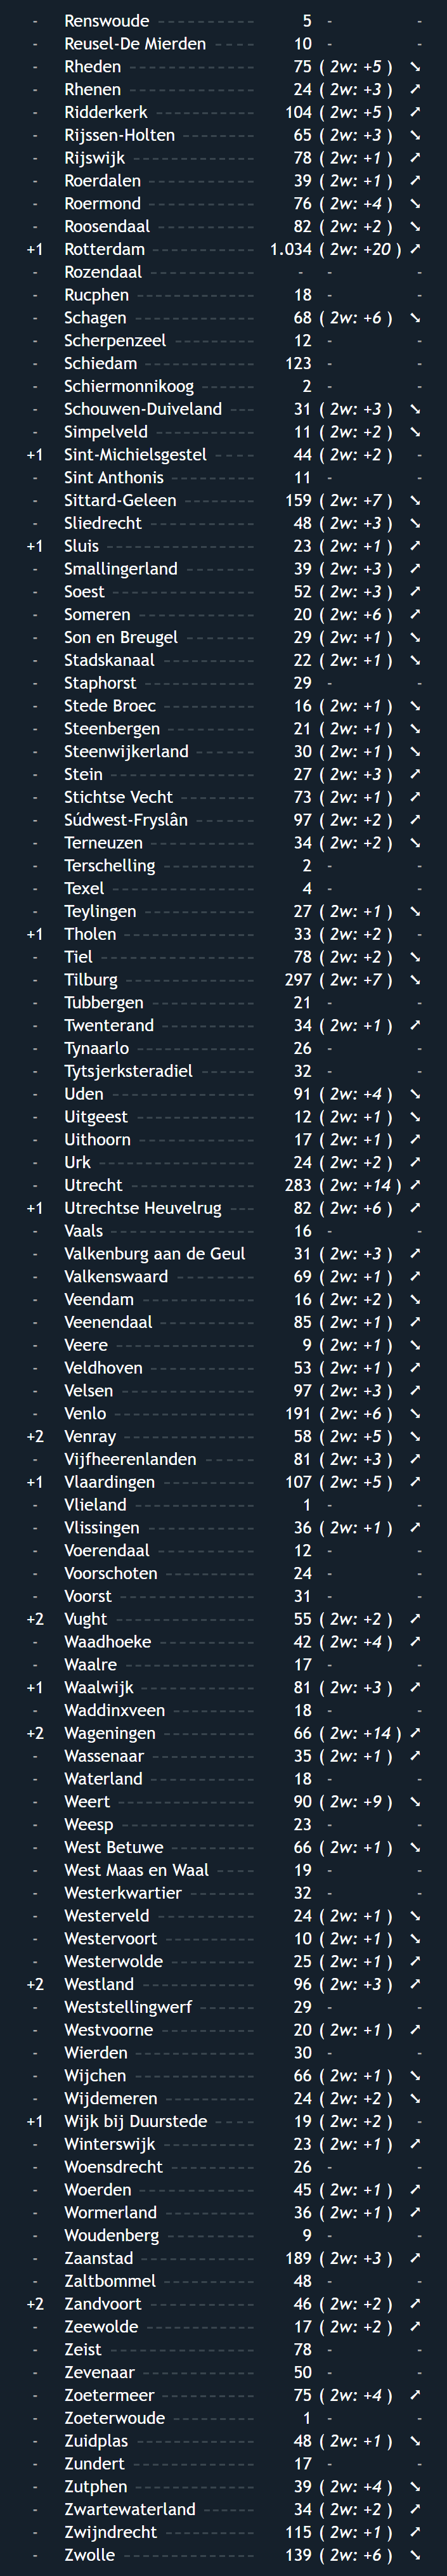 - Renswoude ----------- 5 - -
- Reusel-De Mierden ----- 10 - -
- Rheden -------------- 75 ( 2w: +5 ) ➘
- Rhenen -------------- 24 ( 2w: +3 ) ➚
- Ridderkerk ----------- 104 ( 2w: +5 ) ➚
- Rijssen-Holten --------- 65 ( 2w: +3 ) ➘
- Rijswijk -------------- 78 ( 2w: +1 ) ➚
- Roerdalen ----------- 39 ( 2w: +1 ) ➚
- Roermond ----------- 76 ( 2w: +4 ) ➘
- Roosendaal ---------- 82 ( 2w: +2 ) ➘
+1 Rotterdam ----------- 1.034 ( 2w: +20 ) ➚
- Rozendaal ----------- - - -
- Rucphen ------------ 18 - -
- Schagen ------------- 68 ( 2w: +6 ) ➘
- Scherpenzeel --------- 12 - -
- Schiedam ------------ 123 - -
- Schiermonnikoog ------ 2 - -
- Schouwen-Duiveland --- 31 ( 2w: +3 ) ➘
- Simpelveld ----------- 11 ( 2w: +2 ) ➘
+1 Sint-Michielsgestel ---- 44 ( 2w: +2 ) -
- Sint Anthonis --------- 11 - -
- Sittard-Geleen -------- 159 ( 2w: +7 ) ➘
- Sliedrecht ------------ 48 ( 2w: +3 ) ➘
+1 Sluis ---------------- 23 ( 2w: +1 ) ➚
- Smallingerland -------- 39 ( 2w: +3 ) ➚
- Soest --------------- 52 ( 2w: +3 ) ➚
- Someren ------------- 20 ( 2w: +6 ) ➚
- Son en Breugel -------- 29 ( 2w: +1 ) ➘
- Stadskanaal ---------- 22 ( 2w: +1 ) ➘
- Staphorst ------------ 29 - -
- Stede Broec ---------- 16 ( 2w: +1 ) ➘
- Steenbergen ---------- 21 ( 2w: +1 ) ➘
- Steenwijkerland ------- 30 ( 2w: +1 ) ➘
- Stein ---------------- 27 ( 2w: +3 ) ➚
- Stichtse Vecht -------- 73 ( 2w: +1 ) ➚
- Súdwest-Fryslân ------- 97 ( 2w: +2 ) ➚
- Terneuzen ----------- 34 ( 2w: +2 ) ➘
- Terschelling ---------- 2 - -
- Texel --------------- 4 - -
- Teylingen ------------ 27 ( 2w: +1 ) ➘
+1 Tholen -------------- 33 ( 2w: +2 ) -
- Tiel ----------------- 78 ( 2w: +2 ) ➘
- Tilburg -------------- 297 ( 2w: +7 ) ➘
- Tubbergen ----------- 21 - -
- Twenterand ---------- 34 ( 2w: +1 ) ➚
- Tynaarlo ------------- 26 - -
- Tytsjerksteradiel ------ 32 - -
- Uden --------------- 91 ( 2w: +4 ) ➘
- Uitgeest ------------- 12 ( 2w: +1 ) ➘
- Uithoorn ------------- 17 ( 2w: +1 ) ➚
- Urk ----------------- 24 ( 2w: +2 ) ➚
- Utrecht -------------- 283 ( 2w: +14 ) ➚
+1 Utrechtse Heuvelrug --- 82 ( 2w: +6 ) ➚
- Vaals --------------- 16 - -
- Valkenburg aan de Geul 31 ( 2w: +3 ) ➚
- Valkenswaard -------- 69 ( 2w: +1 ) ➚
- Veendam ------------ 16 ( 2w: +2 ) ➘
- Veenendaal ---------- 85 ( 2w: +1 ) ➚
- Veere --------------- 9 ( 2w: +1 ) ➘
- Veldhoven ----------- 53 ( 2w: +1 ) ➚
- Velsen -------------- 97 ( 2w: +3 ) ➚
- Venlo --------------- 191 ( 2w: +6 ) ➘
+2 Venray -------------- 58 ( 2w: +5 ) ➘
- Vijfheerenlanden ------ 81 ( 2w: +3 ) ➚
+1 Vlaardingen ---------- 107 ( 2w: +5 ) ➚
- Vlieland ------------- 1 - -
- Vlissingen ------------ 36 ( 2w: +1 ) ➚
- Voerendaal ----------- 12 - -
- Voorschoten ---------- 24 - -
- Voorst -------------- 31 - -
+2 Vught --------------- 55 ( 2w: +2 ) ➚
- Waadhoeke ---------- 42 ( 2w: +4 ) ➚
- Waalre -------------- 17 - -
+1 Waalwijk ------------ 81 ( 2w: +3 ) ➚
- Waddinxveen --------- 18 - -
+2 Wageningen ---------- 66 ( 2w: +14 ) ➚
- Wassenaar ----------- 35 ( 2w: +1 ) ➚
- Waterland ----------- 18 - -
- Weert -------------- 90 ( 2w: +9 ) ➘
- Weesp -------------- 23 - -
- West Betuwe --------- 66 ( 2w: +1 ) ➘
- West Maas en Waal ---- 19 - -
- Westerkwartier ------- 32 - -
- Westerveld ----------- 24 ( 2w: +1 ) ➘
- Westervoort ---------- 10 ( 2w: +1 ) ➘
- Westerwolde --------- 25 ( 2w: +1 ) ➚
+2 Westland ------------ 96 ( 2w: +3 ) ➚
- Weststellingwerf ------ 29 - -
- Westvoorne ---------- 20 ( 2w: +1 ) ➚
- Wierden ------------- 30 - -
- Wijchen ------------- 66 ( 2w: +1 ) ➘
- Wijdemeren ---------- 24 ( 2w: +2 ) ➘
+1 Wijk bij Duurstede ---- 19 ( 2w: +2 ) -
- Winterswijk ---------- 23 ( 2w: +1 ) ➚
- Woensdrecht --------- 26 - -
- Woerden ------------ 45 ( 2w: +1 ) ➚
- Wormerland ---------- 36 ( 2w: +1 ) ➚
- Woudenberg --------- 9 - -
- Zaanstad ------------ 189 ( 2w: +3 ) ➚
- Zaltbommel ---------- 48 - -
+2 Zandvoort ----------- 46 ( 2w: +2 ) ➚
- Zeewolde ------------ 17 ( 2w: +2 ) ➚
- Zeist ---------------- 78 - -
- Zevenaar ------------ 50 - -
- Zoetermeer ---------- 75 ( 2w: +4 ) ➚
- Zoeterwoude --------- 1 - -
- Zuidplas ------------- 48 ( 2w: +1 ) ➘
- Zundert ------------- 17 - -
- Zutphen ------------- 39 ( 2w: +4 ) ➘
- Zwartewaterland ------ 34 ( 2w: +2 ) ➚
- Zwijndrecht ---------- 115 ( 2w: +1 ) ➚
- Zwolle -------------- 139 ( 2w: +6 ) ➘